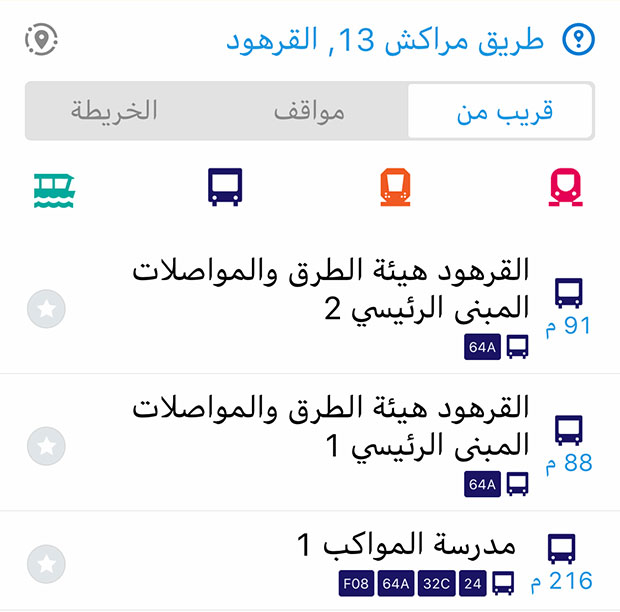 طريق مراكش 13, القرهود
قريب من
مواقف
الخريطة
القرهود هيئة الطرق والمواصلات
المبنى الرئيسي 2
91 م
64A
القرهود هيئة الطرق والمواصلات
المبنى الرئيسي 1
88 م
64A
مدرسة المواكب 1
216 م
24 32C 64A F08